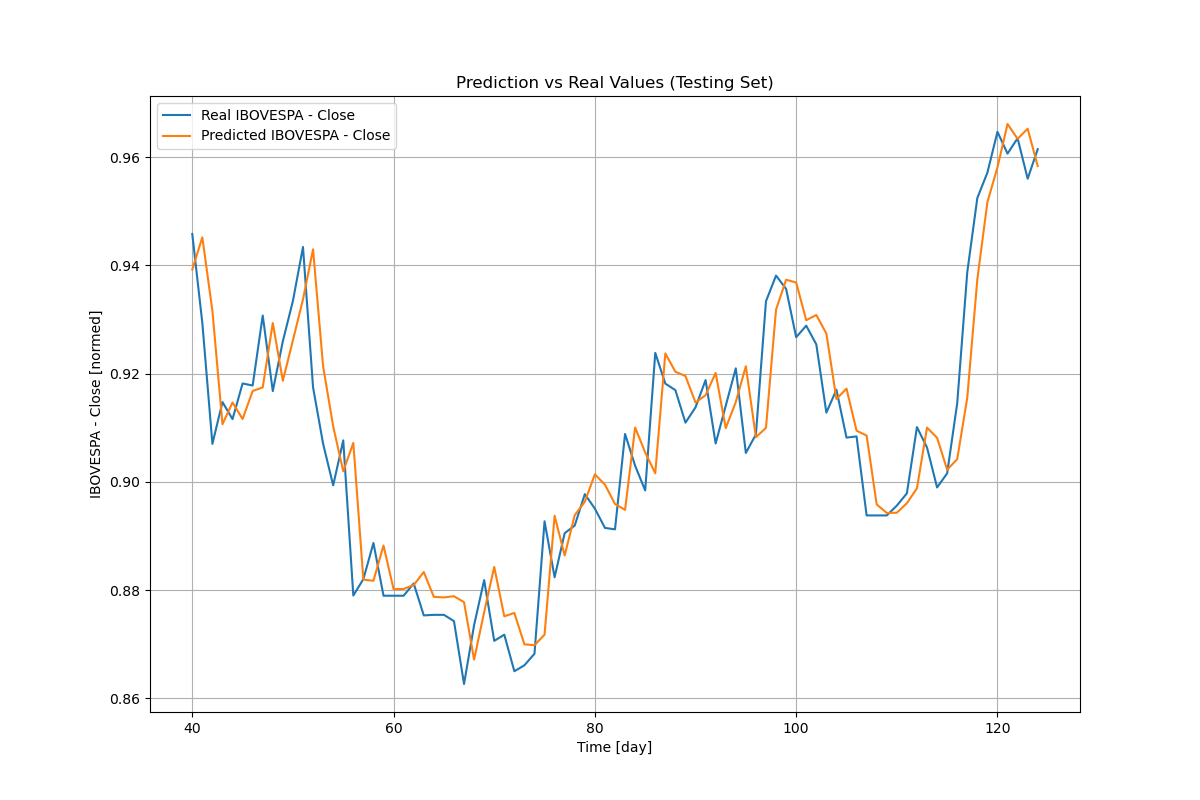 Prediction vs Real Values (Testing Set)
Real IBOVESPA - Close
Predicted IBOVESPA - Close
IBOVESPA - Close [normed]
0.96
0.94
0.92
0.90
0.88
0.86
40 60 80 100 120
Time [day]